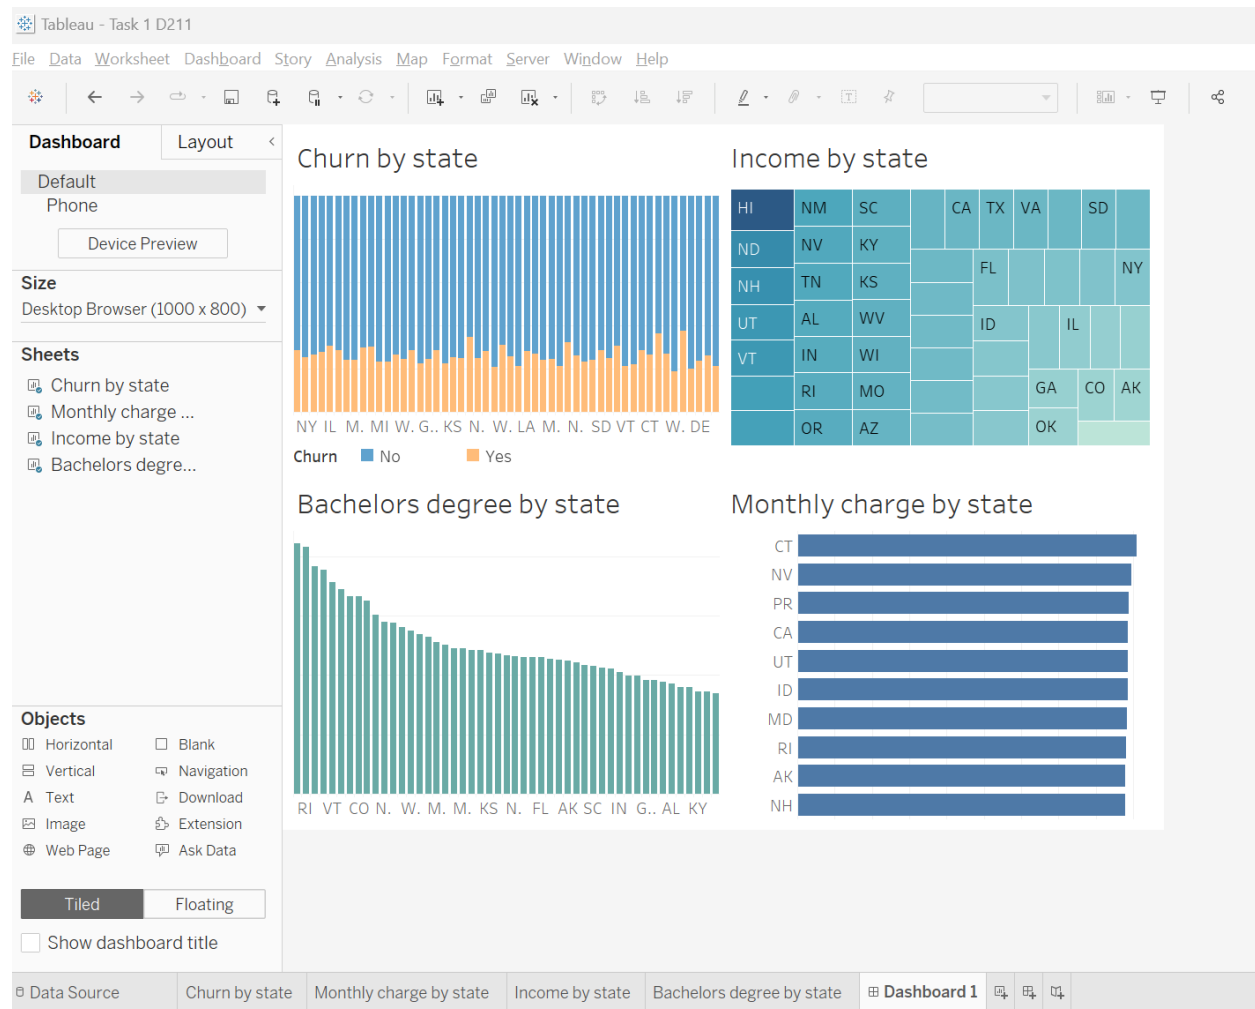 Tableau - Task 1 D211
File Data Worksheet Dashboard Story Analysis Map Format Server Window Help
Dashboard Layout
Default
Phone
Device Preview
Size
Desktop Browser (1000 x 800)
Sheets
Churn by state
Monthly charge ...
Income by state
Bachelors degre...
Objects
Horizontal Blank
Vertical Navigation
A Text Download
Image Extension
Web Page Ask Data
Tiled Floating
Show dashboard title
Churn by state
NY IL M. MI W. G.. KS N. W. LA M. N. SD VT CT W. DE
Churn No Yes
Income by state
HI NM SC CA TX VA SD
ND NV KY
FL NY
NH TN KS
UT AL WV ID IL
VT IN WI
RI MO GA CO AK
OR AZ OK
Bachelors degree by state
RI VT CO N. W. M. M. KS N. FL AK SC IN G.. AL KY
Monthly charge by state
CT
NV
PR
CA
UT
ID
MD
RI
AK
NH
Data Source Churn by state Monthly charge by state Income by state Bachelors degree by state Dashboard 1